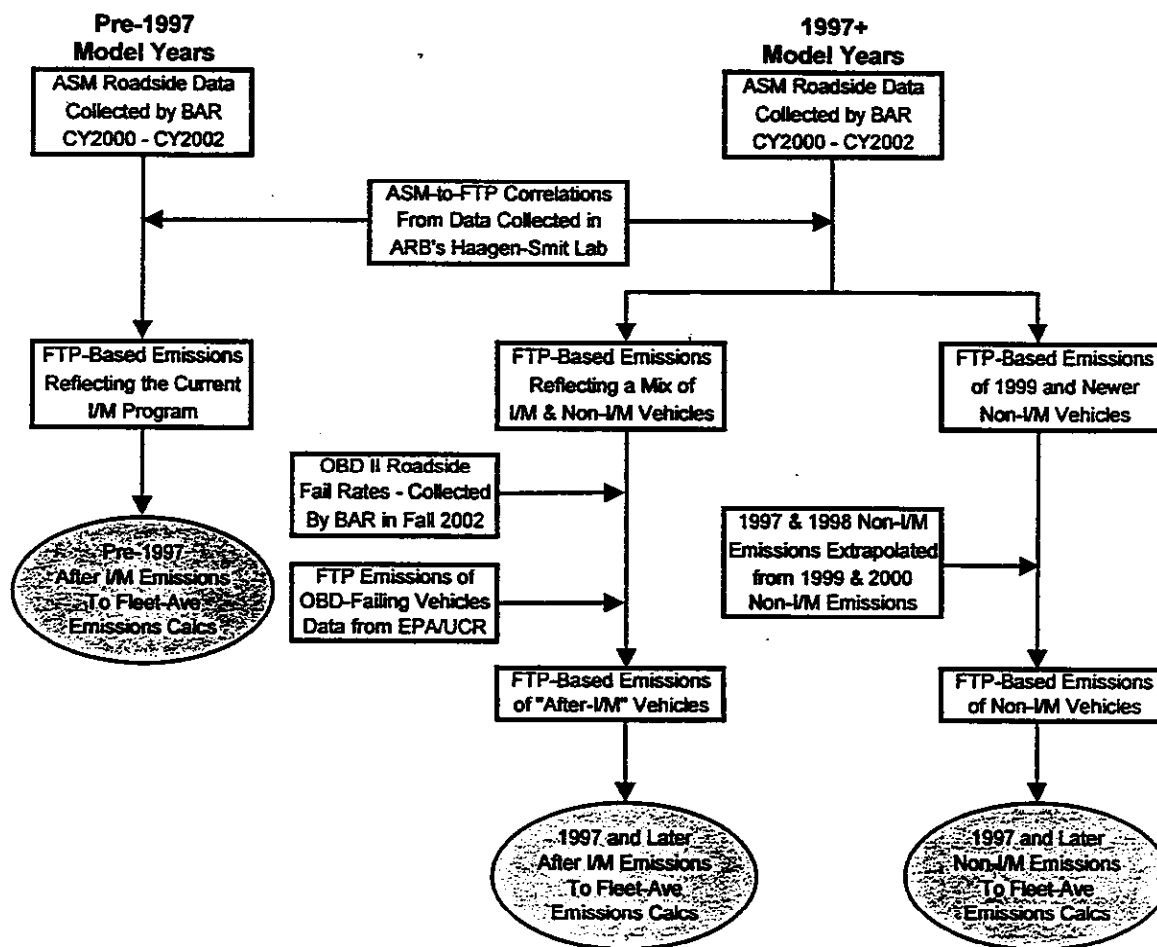 Pre-1997
Model Years
ASM Roadside Data
Collected by BAR
CY2000 - CY2002
1997+
Model Years
ASM Roadside Data
Collected by BAR
CY2000 - CY2002
ASM-to-FTP Correlations
From Data Collected in
ARB's Haagen-Smit Lab
FTP-Based Emissions
Reflecting the Current
I/M Program
FTP-Based Emissions
Reflecting a Mix of
I/M & Non-I/M Vehicles
FTP-Based Emissions
of 1999 and Newer
Non-I/M Vehicles
OBD II Roadside
Fail Rates - Collected
By BAR in Fall 2002
1997 & 1998 Non-I/M
Emissions Extrapolated
from 1999 & 2000
Non-I/M Emissions
Pre-1997
After I/M Emissions
To Fleet-Ave
Emissions Calcs
FTP Emissions of
OBD-Failing Vehicles
Data from EPA/UCR
FTP-Based Emissions
of "After-I/M" Vehicles
FTP-Based Emissions
of Non-I/M Vehicles
1997 and Later
After I/M Emissions
To Fleet-Ave
Emissions Calcs
1997 and Later
Non-I/M Emissions
To Fleet-Ave
Emissions Calcs